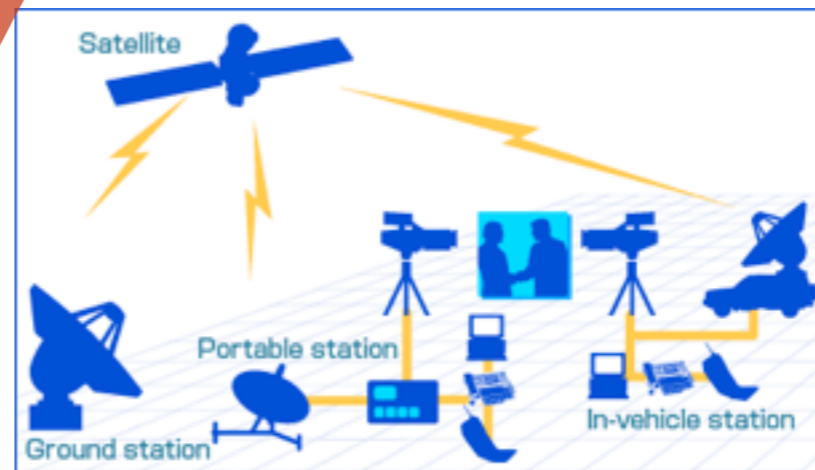 Satellite
Portable station
In-vehicle station
Ground station